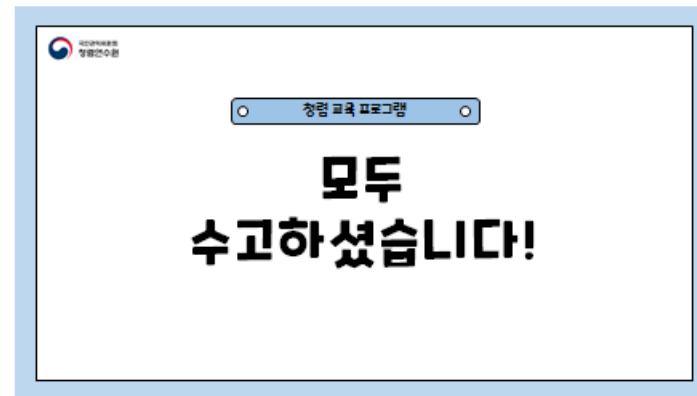 국민권익위원회
청렴연수원
청렴 교육 프로그램
모두
수고하셨습니다!